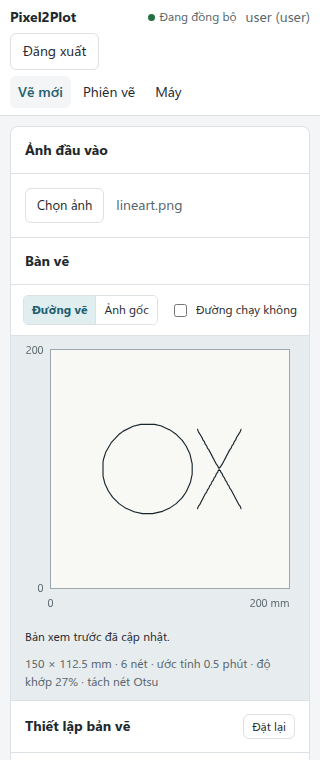 Pixel2Plot
Đang đồng bộ user (user)
Đăng xuất
Vẽ mới Phiên vẽ Máy
Ảnh đầu vào
Chọn ảnh lineart.png
Bàn vẽ
Đường vẽ Ảnh gốc Đường chạy không
200
0
0 200 mm
Bản xem trước đã cập nhật.
150 × 112.5 mm · 6 nét · ước tính 0.5 phút · độ
khớp 27% · tách nét Otsu
Thiết lập bản vẽ Đặt lại